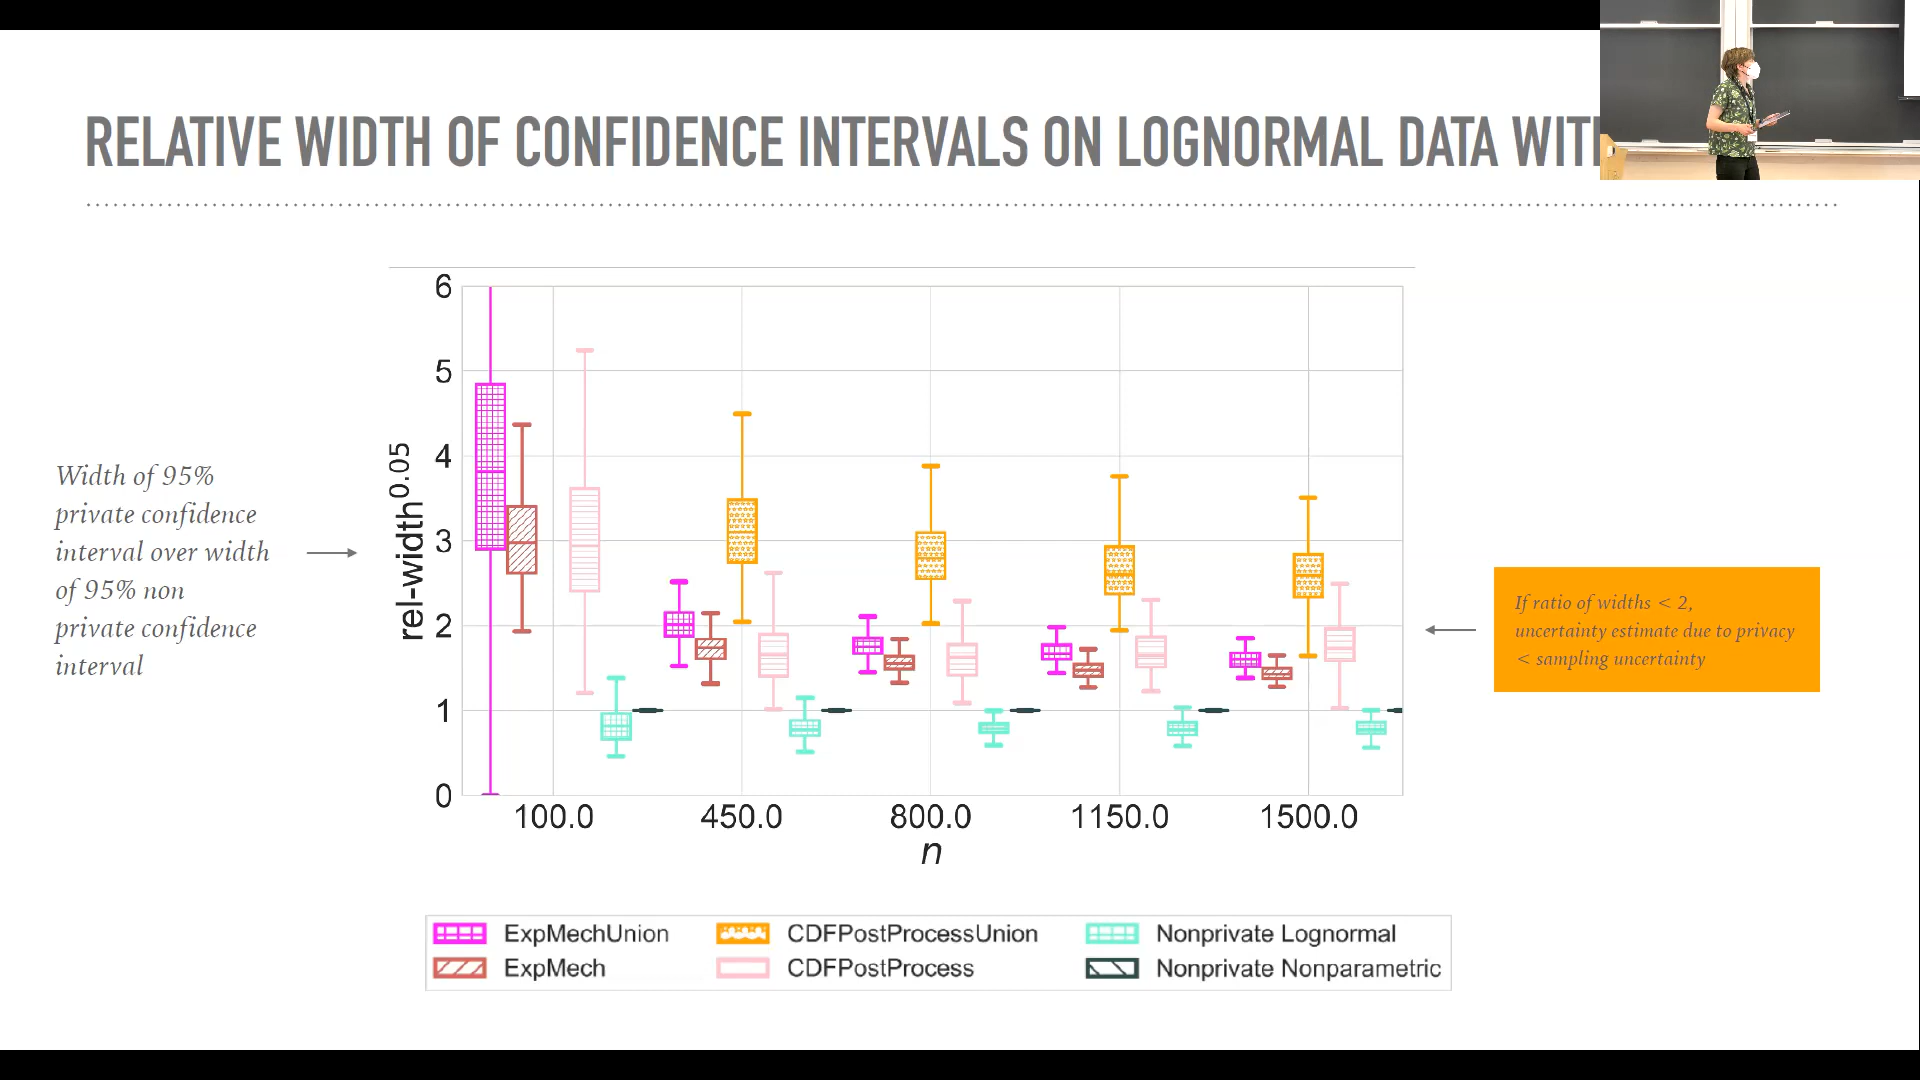 RELATIVE WIDTH OF CONFIDENCE INTERVALS ON LOGNORMAL DATA
Width of 95%
private confidence
interval over width
of 95% non
private confidence
interval
rel-width^0.05
6
5
4
3
2
1
0
100.0 450.0 800.0 1150.0 1500.0
n
If ratio of widths < 2,
uncertainty estimate due to privacy
< sampling uncertainty
ExpMechUnion CDFPostProcessUnion Nonprivate Lognormal
ExpMech CDFPostProcess Nonprivate Nonparametric